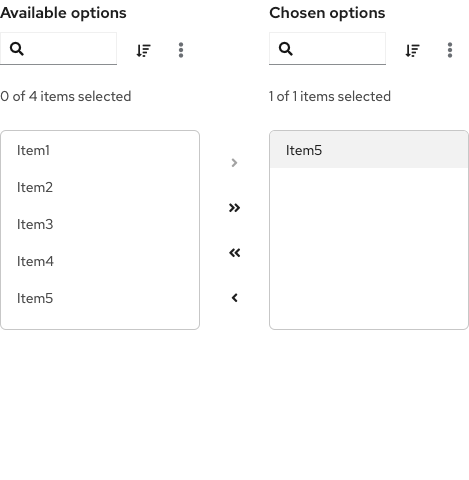 Available options
Chosen options
0 of 4 items selected
1 of 1 items selected
Item1
Item2
Item3
Item4
Item5
Item5